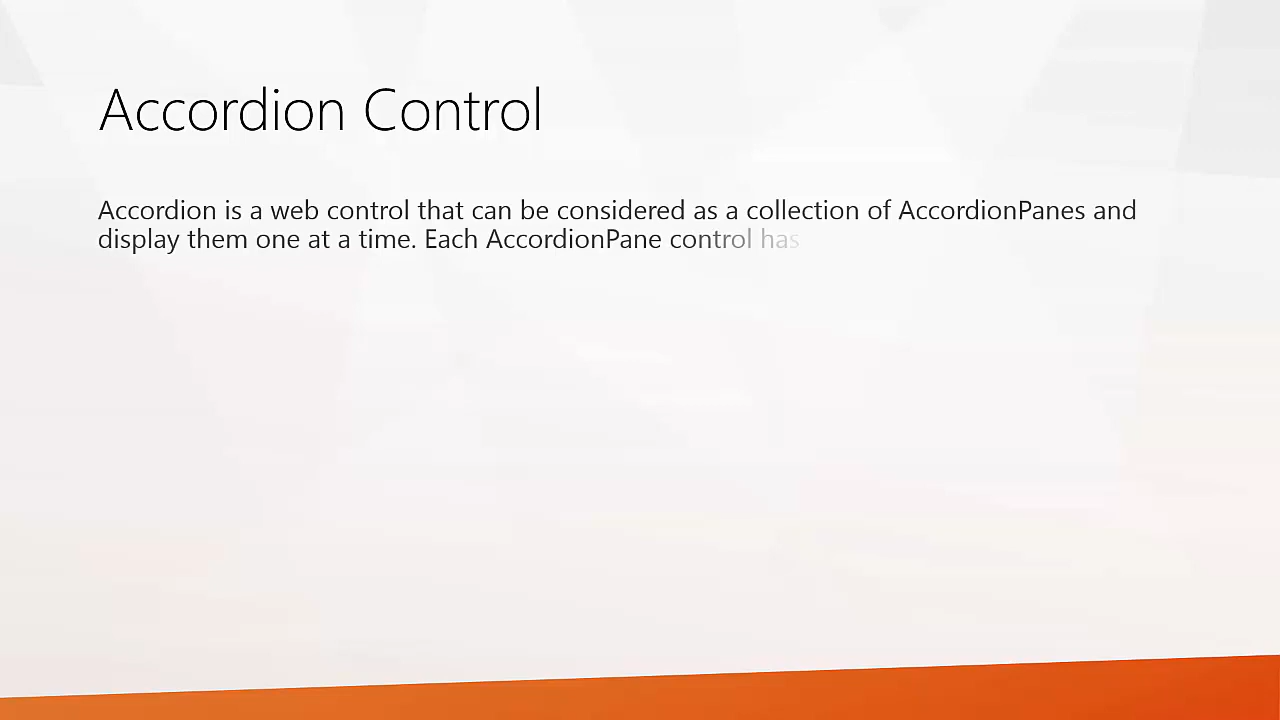 Accordion Control
Accordion is a web control that can be considered as a collection of AccordionPanes and
display them one at a time. Each AccordionPane control has